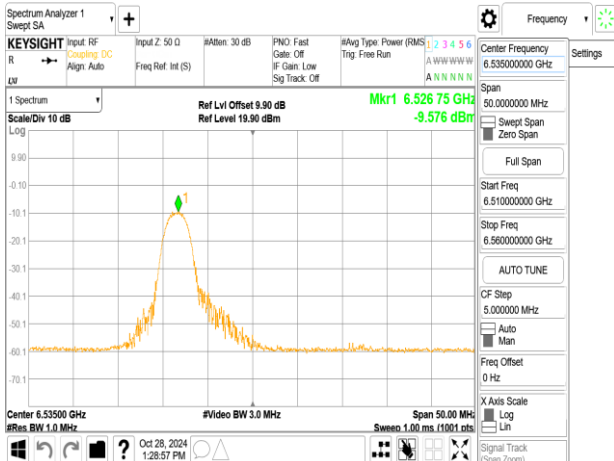 Spectrum Analyzer 1
Swept SA
+
Frequency
Settings
KEYSIGHT
R
Input: RF
Coupling: DC
Align: Auto
Input Z: 50 Ω
Freq Ref: Int (S)
#Atten: 30 dB
PNO: Fast
Gate: Off
IF Gain: Low
Sig Track: Off
#Avg Type: Power (RMS
Trig: Free Run
1 2 3 4 5 6
A W W W W W
A N N N N N
1 Spectrum
Scale/Div 10 dB
Log
Ref Lvl Offset 9.90 dB
Ref Level 19.90 dBm
Mkr1 6.526 75 GHz
-9.576 dBm
9.90
-0.10
-10.1
-20.1
-30.1
-40.1
-50.1
-60.1
-70.1
1
Center 6.53500 GHz
#Res BW 1.0 MHz
#Video BW 3.0 MHz
Span 50.00 MHz
Sweep 1.00 ms (1001 pts
Oct 28, 2024
1:28:57 PM
?
Center Frequency
6.535000000 GHz
Span
50.0000000 MHz
Swept Span
Zero Span
Full Span
Start Freq
6.510000000 GHz
Stop Freq
6.560000000 GHz
AUTO TUNE
CF Step
5.000000 MHz
Auto
Man
Freq Offset
0 Hz
X Axis Scale
Log
Lin
Signal Track
(Span Zoom)